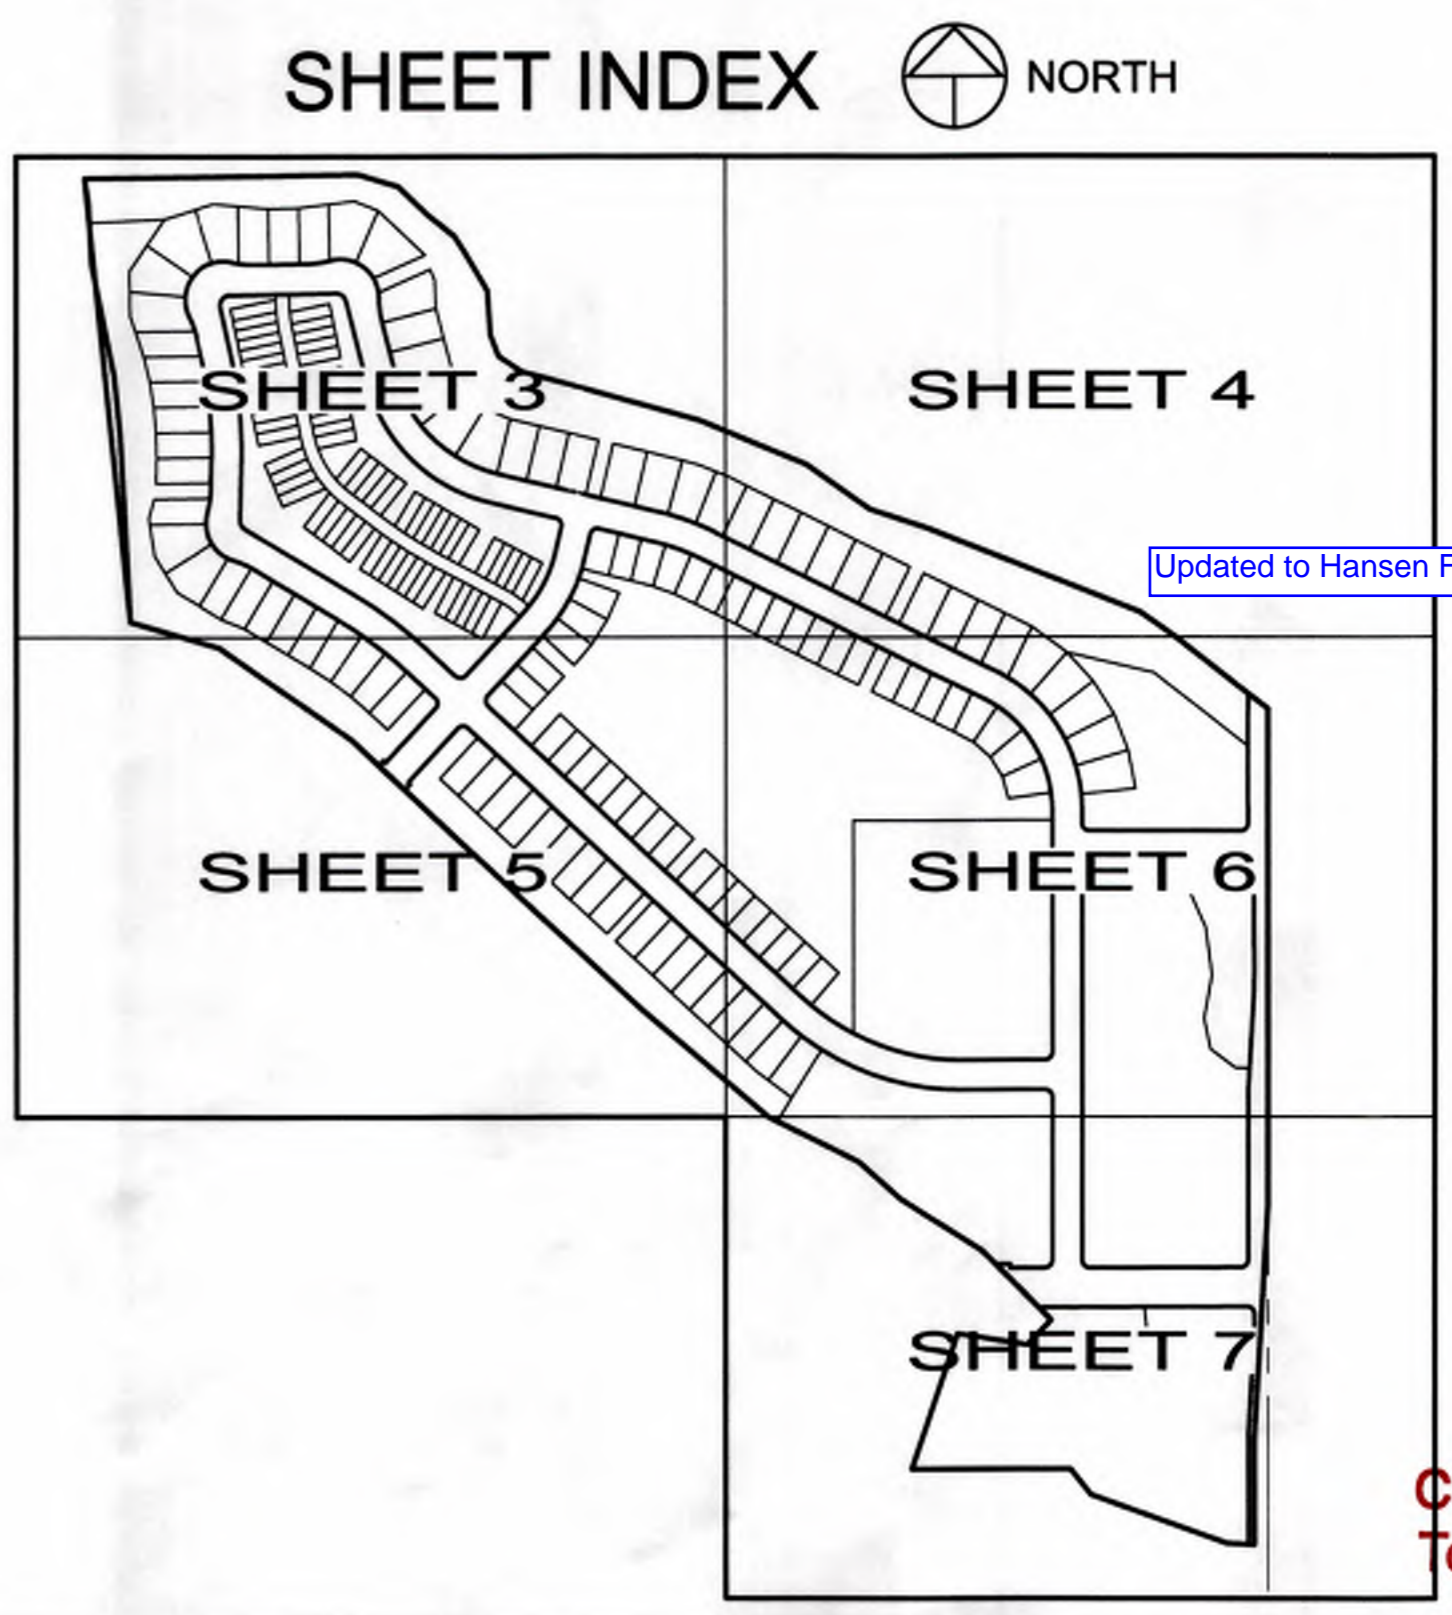 SHEET INDEX
NORTH
SHEET 3
SHEET 4
Updated to Hansen
SHEET 5
SHEET 6
SHEET 7